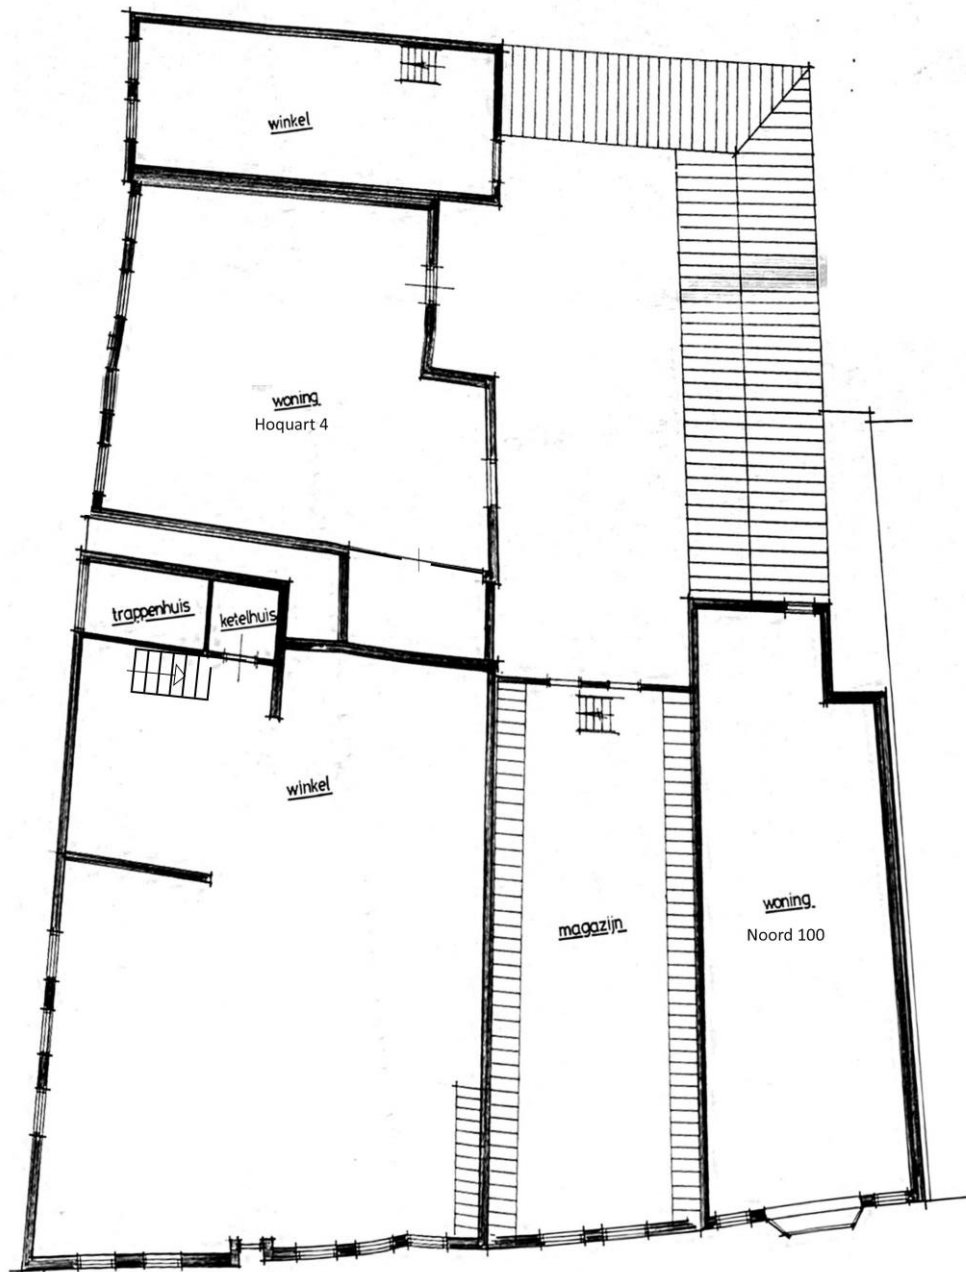 winkel
woning
Hoquart 4
trappenhuis
ketelhuis
winkel
magazijn
woning
Noord 100